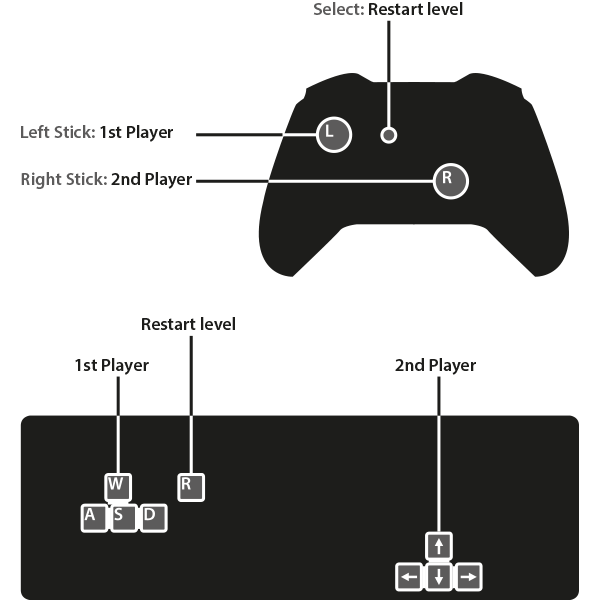 Select: Restart level
L
Left Stick: 1st Player
R
Right Stick: 2nd Player
Restart level
1st Player
2nd Player
W
R
A S D
↑
← ↓ →